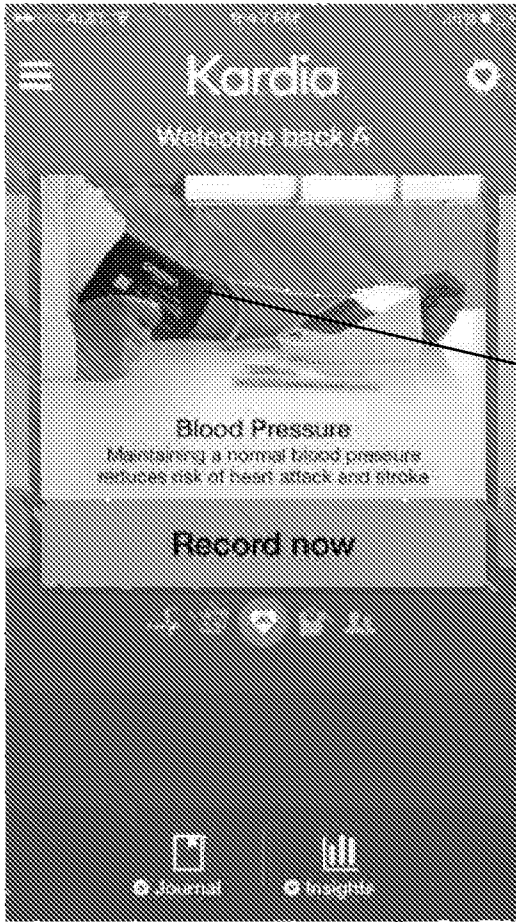 Kardia
Welcome back
Blood Pressure
Maintaining a normal blood pressure
reduces risk of heart attack and stroke
Record now
Journal
Insights